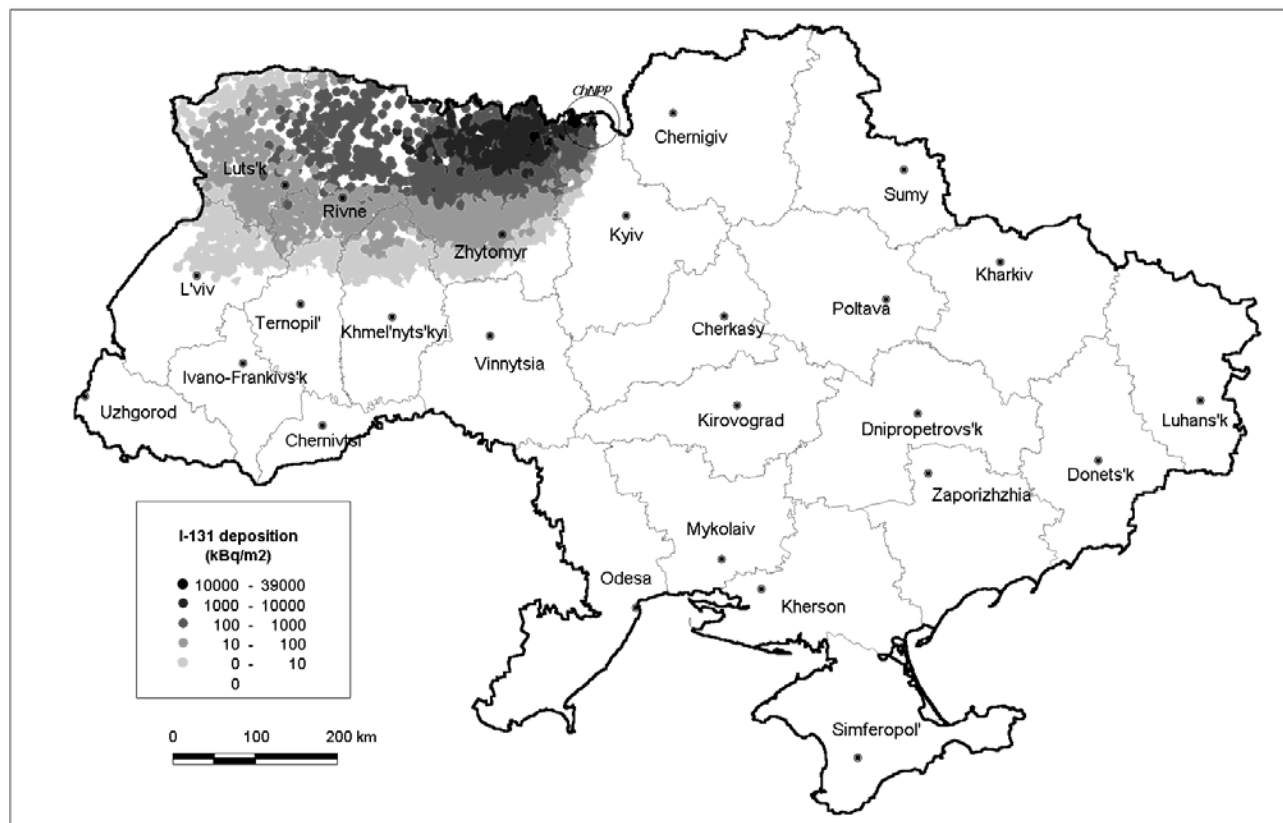 ChNPP
Chernigiv
Luts'k
Sumy
Rivne
Kyiv
Zhytomyr
Kharkiv
L'viv
Poltava
Ternopil'
Khmel'nyts'kyi
Cherkasy
Vinnytsia
Ivano-Frankivs'k
Uzhgorod
Kirovograd
Luhans'k
Dnipropetrovs'k
Chernivtsi
Donets'k
Zaporizhzhia
Mykolaiv
I-131 deposition
(kBq/m2)
10000 - 39000
1000 - 10000
100 - 1000
10 - 100
0 - 10
0
Odesa
Kherson
Simferopol'
0 100 200 km